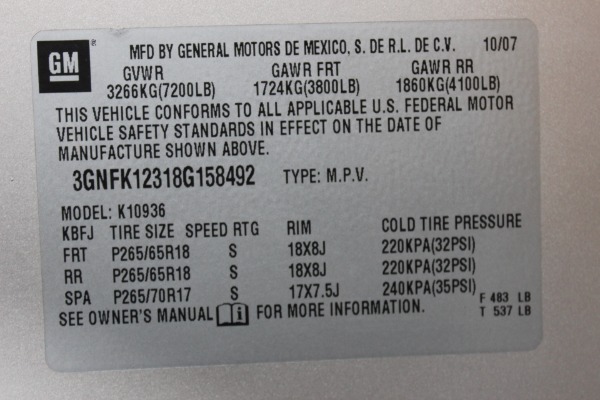 GM ® MFD BY GENERAL MOTORS DE MEXICO, S. DE R.L. DE C.V. 10/07
GVWR GAWR FRT GAWR RR
3266KG(7200LB) 1724KG(3800LB) 1860KG(4100LB)
THIS VEHICLE CONFORMS TO ALL APPLICABLE U.S. FEDERAL MOTOR
VEHICLE SAFETY STANDARDS IN EFFECT ON THE DATE OF
MANUFACTURE SHOWN ABOVE.
3GNFK12318G158492 TYPE: M.P.V.
MODEL: K10936
KBFJ TIRE SIZE SPEED RTG RIM COLD TIRE PRESSURE
FRT P265/65R18 S 18X8J 220KPA(32PSI)
RR P265/65R18 S 18X8J 220KPA(32PSI)
SPA P265/70R17 S 17X7.5J 240KPA(35PSI) F 483 LB
SEE OWNER'S MANUAL i FOR MORE INFORMATION. T 537 LB